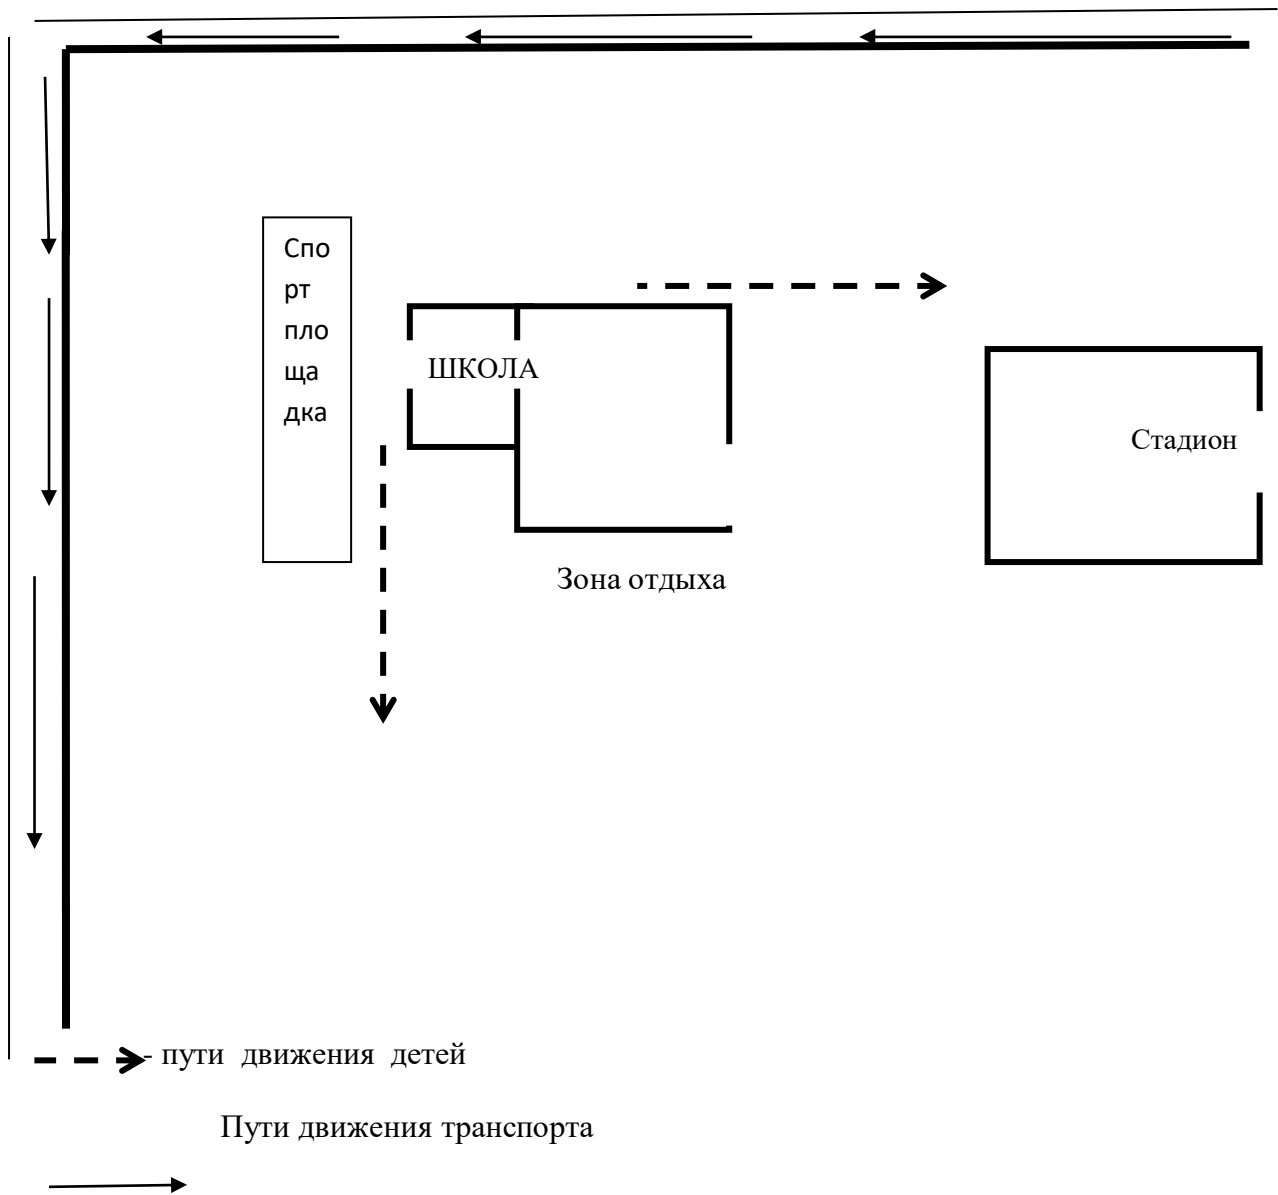 Спо
рт
пло
ща
дка
ШКОЛА
Стадион
Зона отдыха
- пути движения детей
Пути движения транспорта